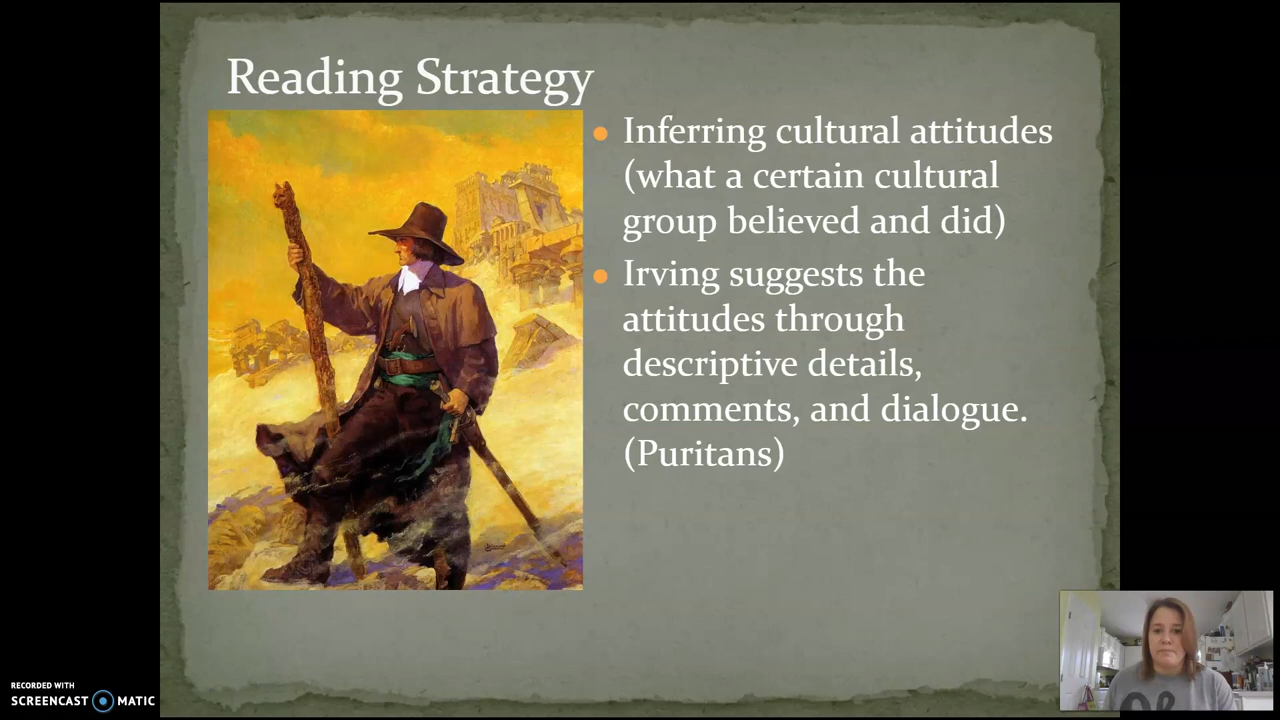 Reading Strategy
Inferring cultural attitudes
(what a certain cultural
group believed and did)
Irving suggests the
attitudes through
descriptive details,
comments, and dialogue.
(Puritans)
RECORDED WITH
SCREENCAST MATIC